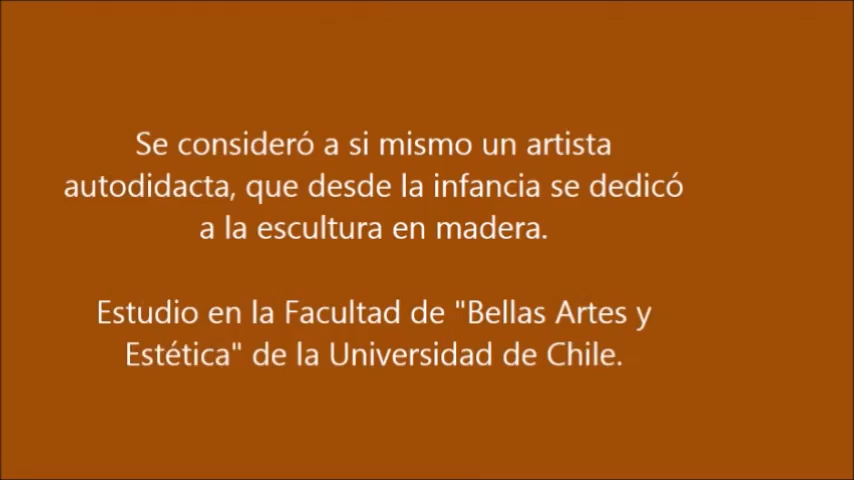 Se consideró a si mismo un artista
autodidacta, que desde la infancia se dedicó
a la escultura en madera.
Estudio en la Facultad de "Bellas Artes y
Estética" de la Universidad de Chile.